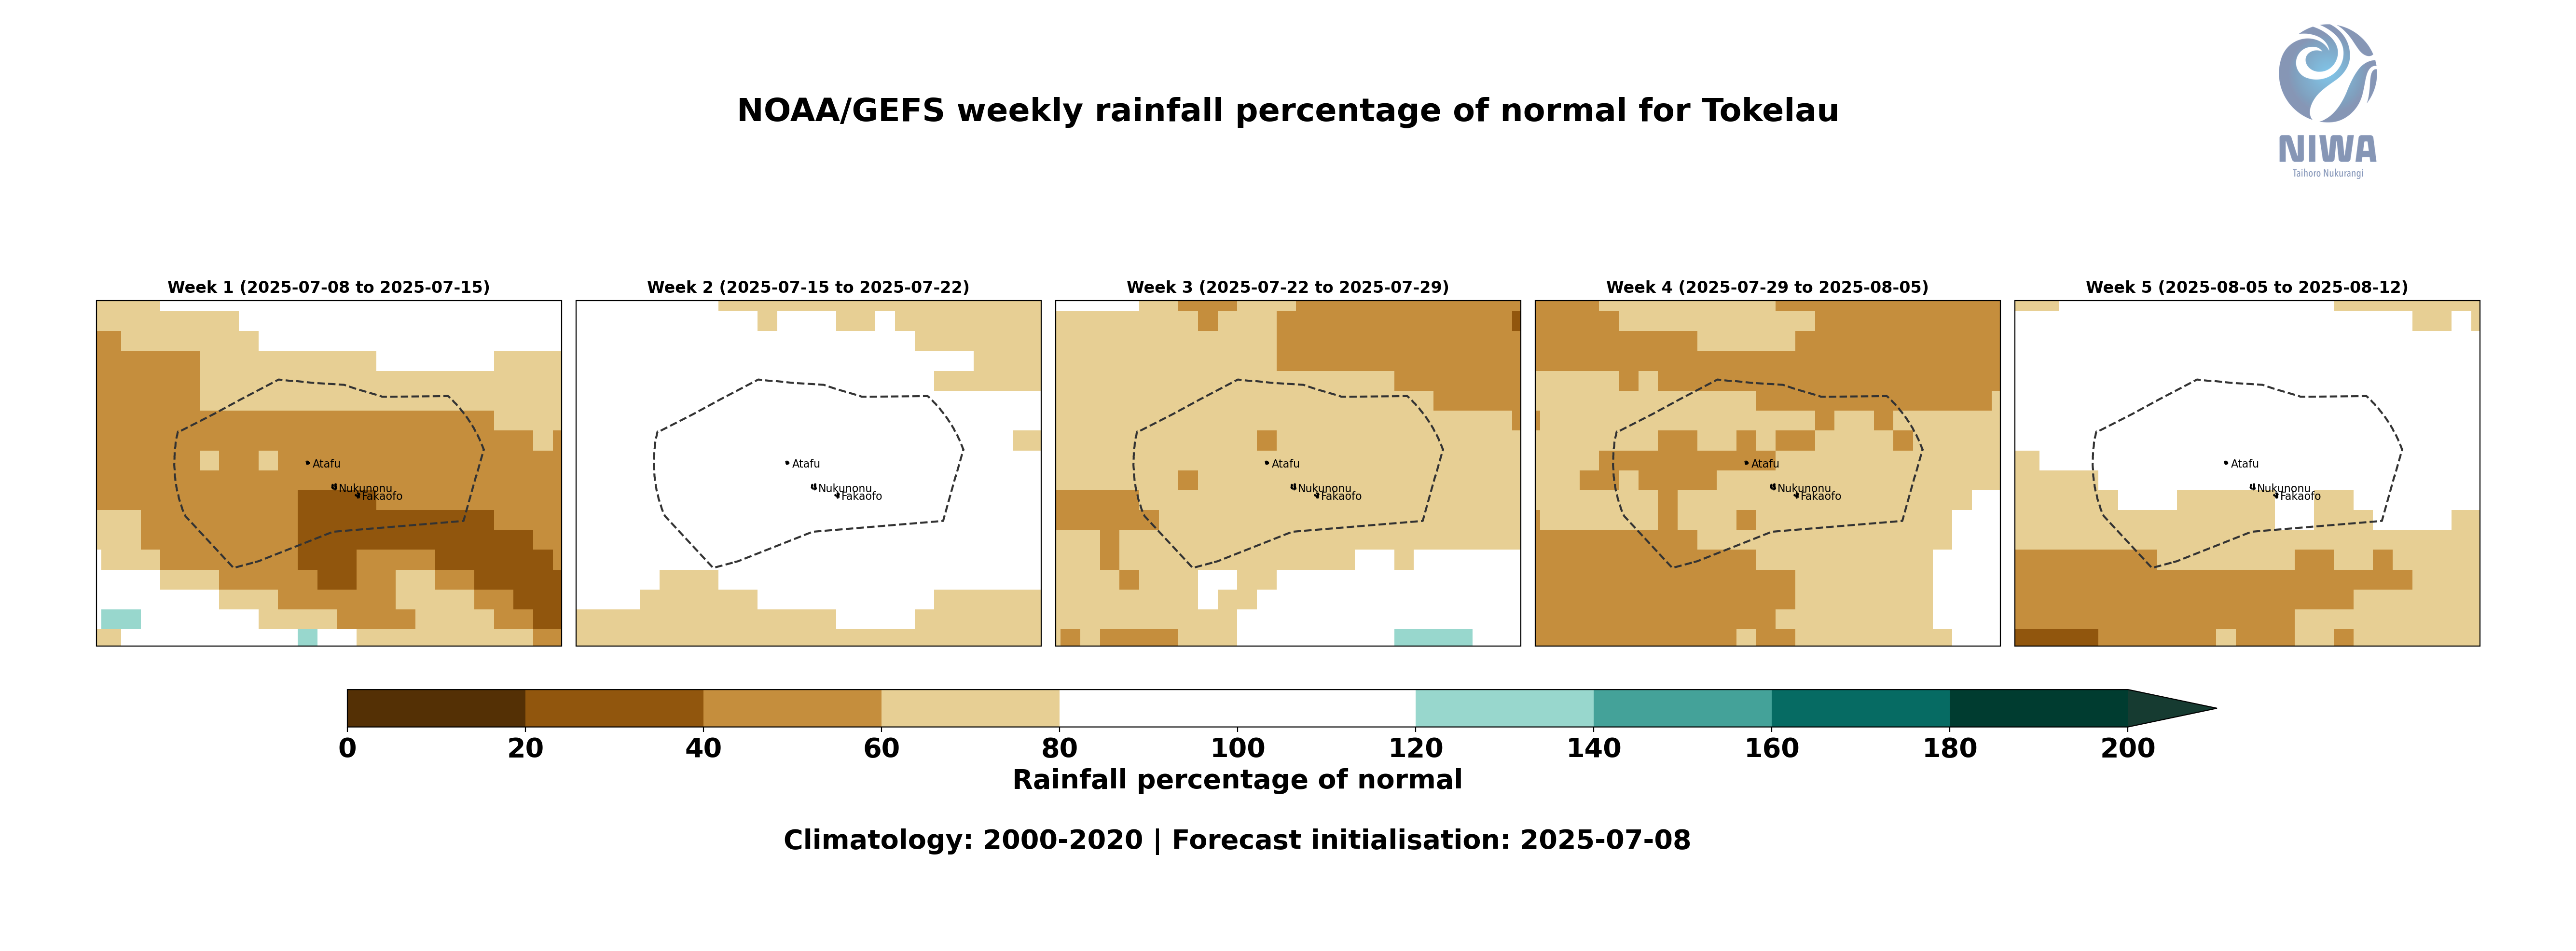 NOAA/GEFS weekly rainfall percentage of normal for Tokelau
NIWA
Taihoro Nukurangi
Week 1 (2025-07-08 to 2025-07-15)
Week 2 (2025-07-15 to 2025-07-22)
Week 3 (2025-07-22 to 2025-07-29)
Week 4 (2025-07-29 to 2025-08-05)
Week 5 (2025-08-05 to 2025-08-12)
Atafu
Nukunonu
Fakaofo
Atafu
Nukunonu
Fakaofo
Atafu
Nukunonu
Fakaofo
Atafu
Nukunonu
Fakaofo
Atafu
Nukunonu
Fakaofo
0 20 40 60 80 100 120 140 160 180 200
Rainfall percentage of normal
Climatology: 2000-2020 | Forecast initialisation: 2025-07-08